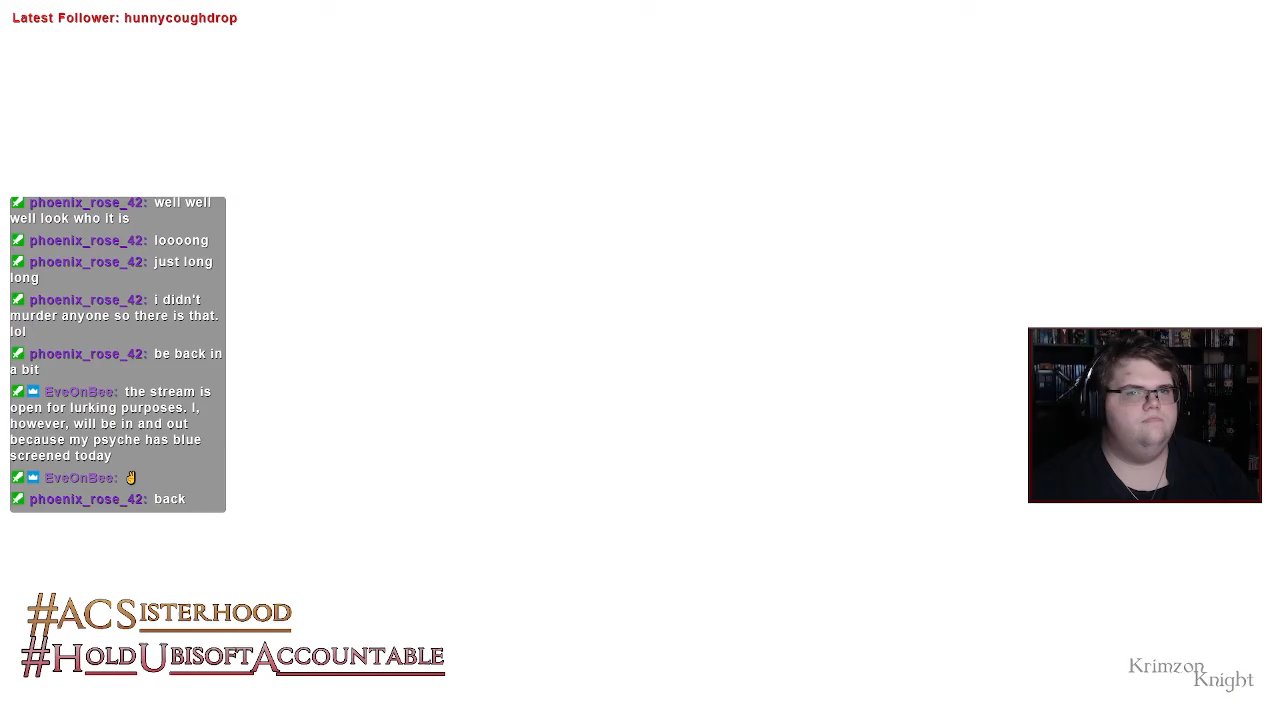 Latest Follower: hunnycoughdrop
phoenix_rose_42: well well
well look who it is
phoenix_rose_42: loooong
phoenix_rose_42: just long
long
phoenix_rose_42: i didn't
murder anyone so there is that.
lol
phoenix_rose_42: be back in
a bit
EveOnBee: the stream is
open for lurking purposes. I,
however, will be in and out
because my psyche has blue
screened today
EveOnBee: ✌
phoenix_rose_42: back
#ACSisterhood
#HoldUbisoftAccountable
Krimzon
Knight